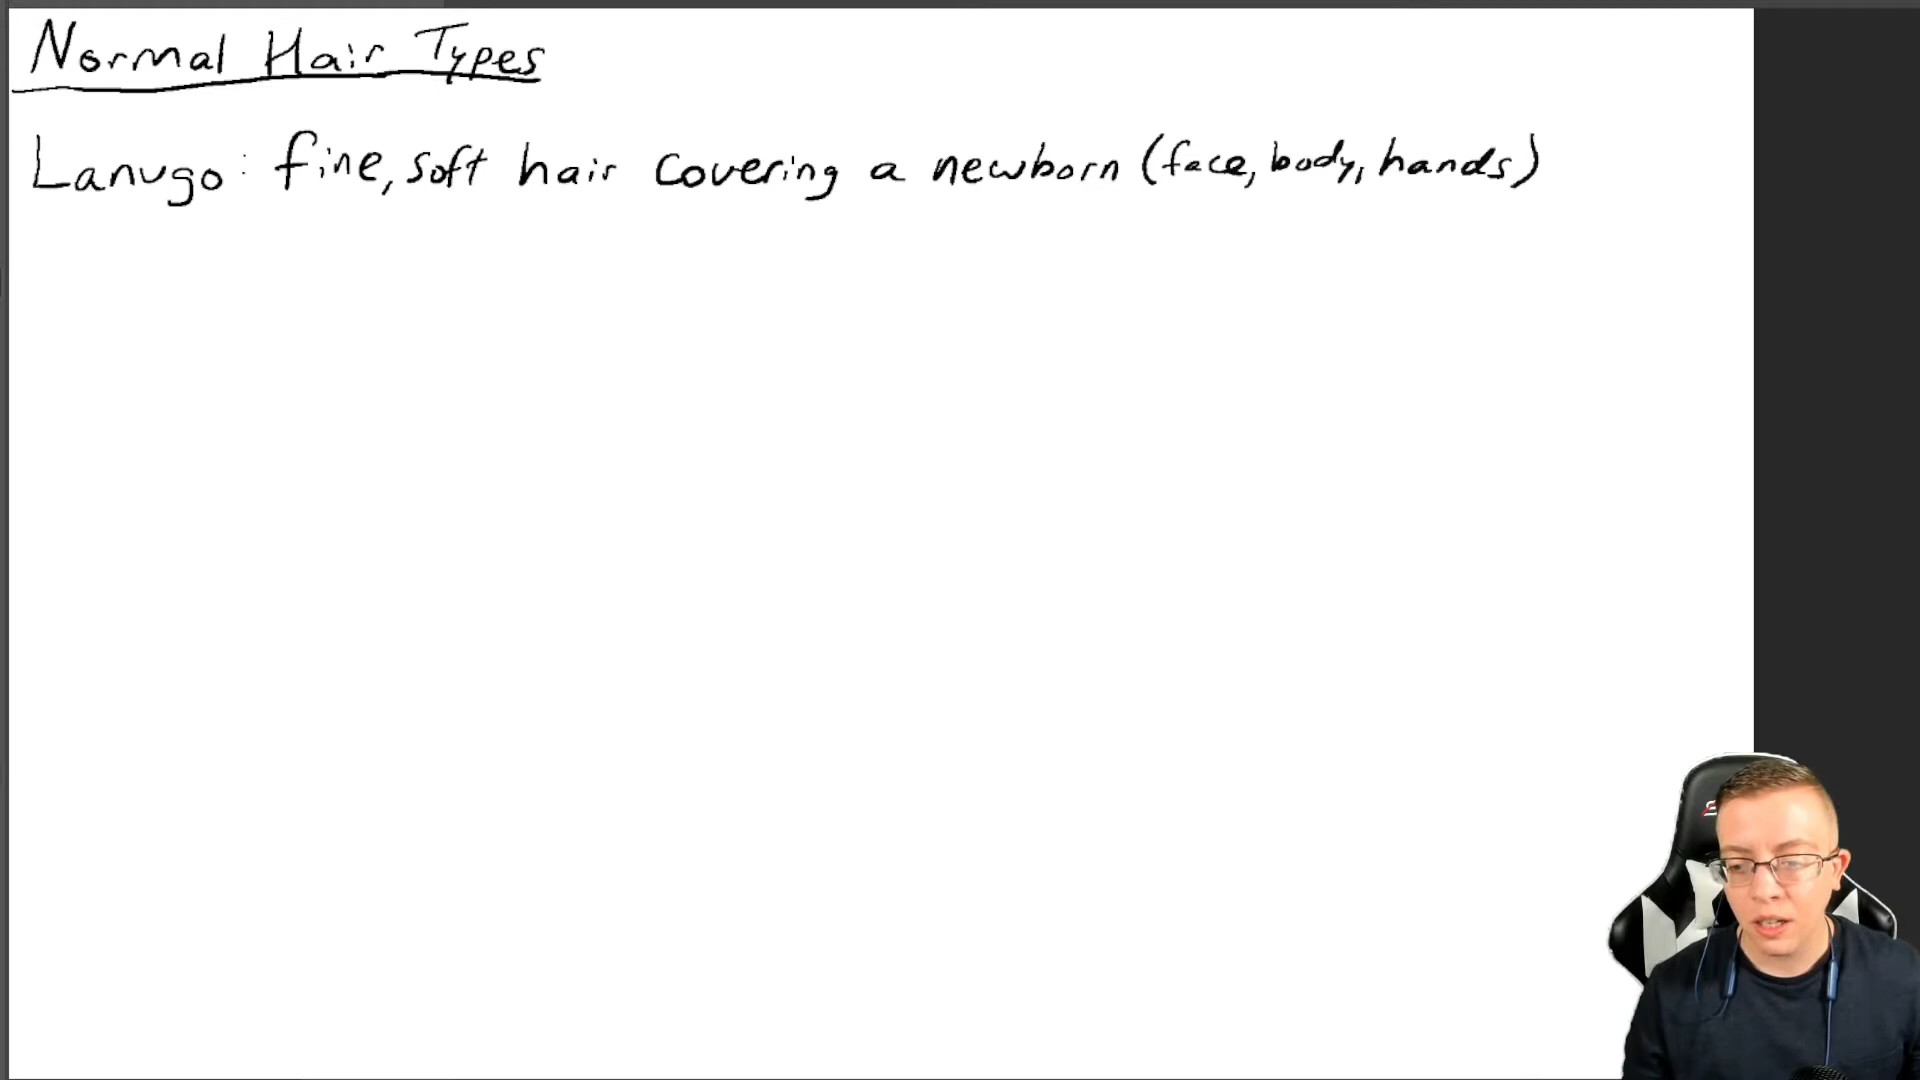 Normal Hair Types
Lanugo: fine, soft hair covering a newborn (face, body, hands)